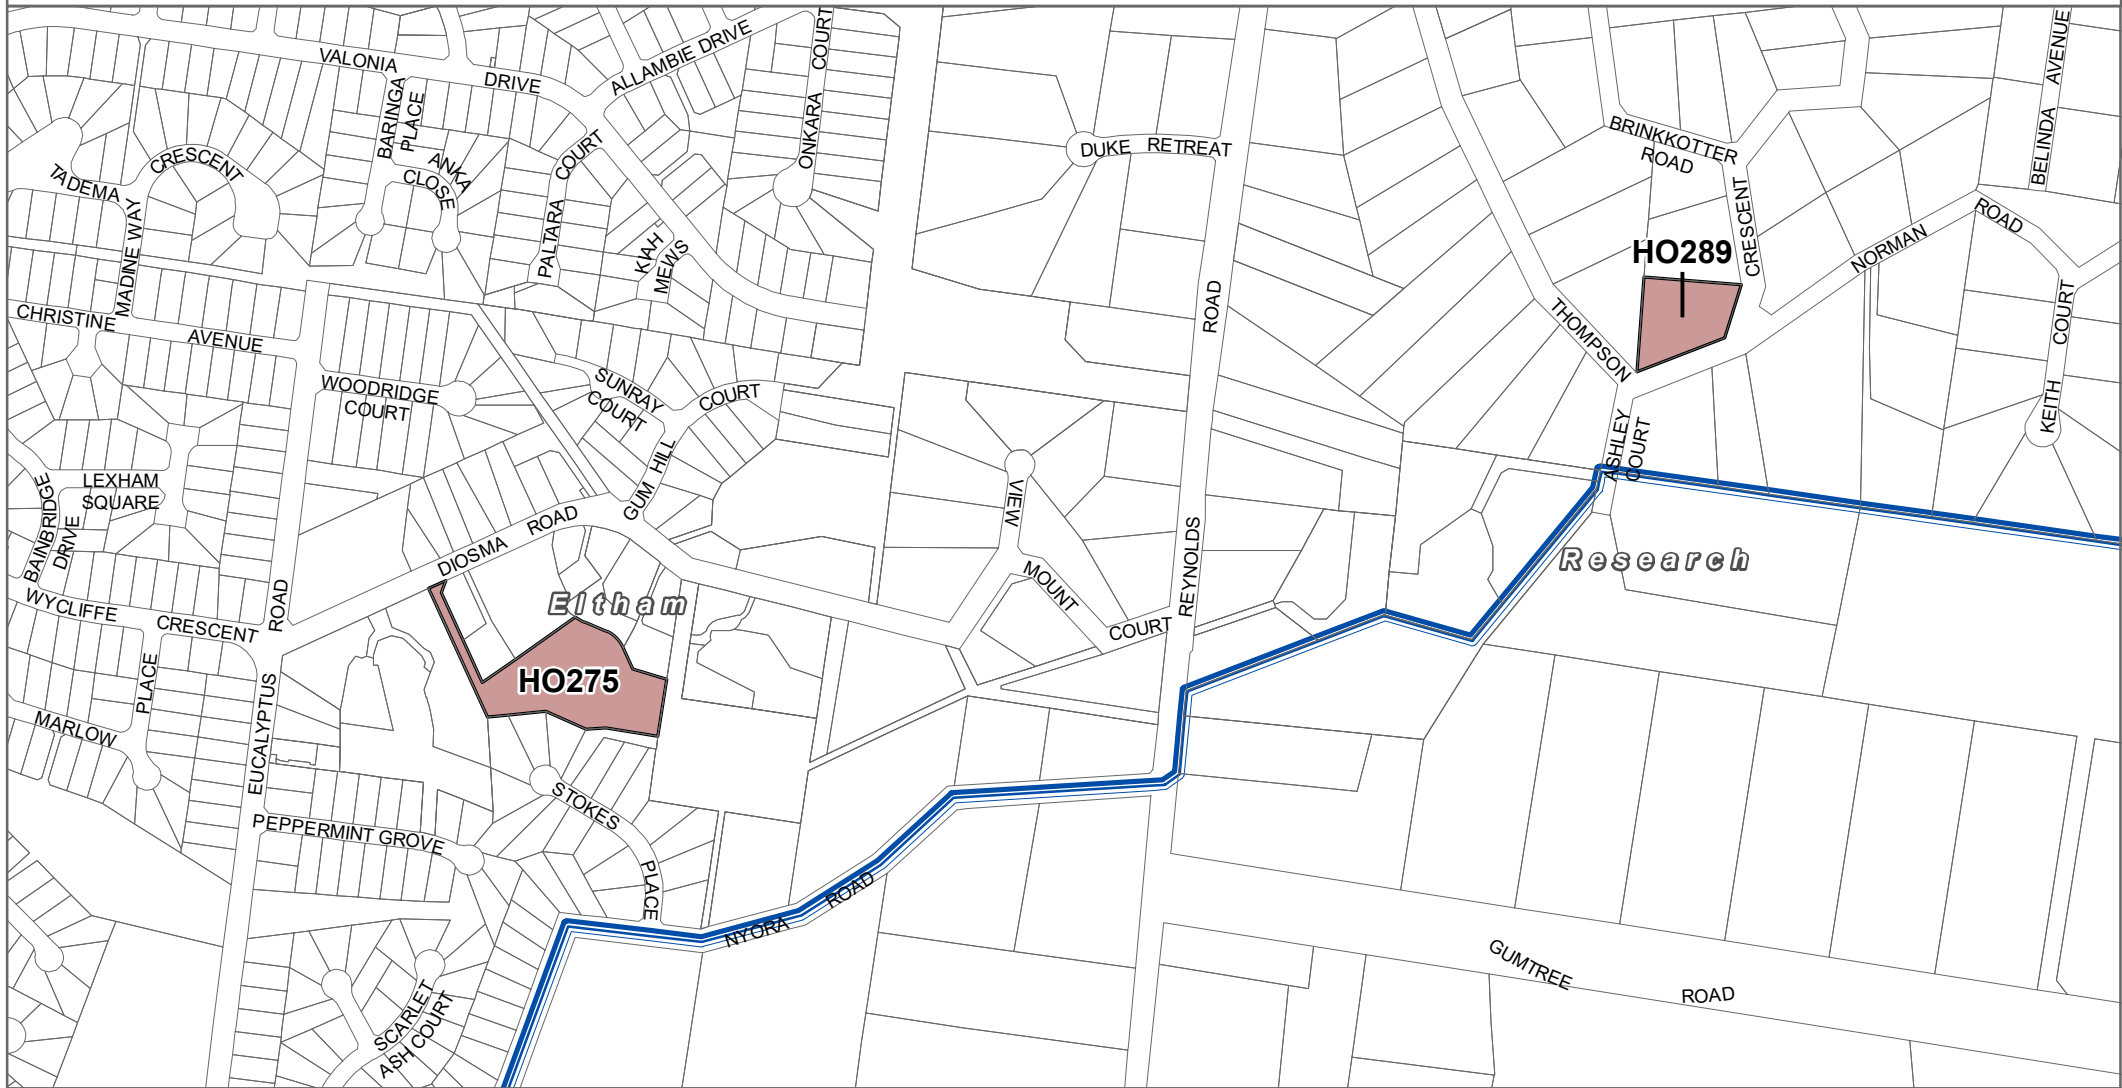 VALONIA
DRIVE
ALLAMBIE DRIVE
ONKARA COURT
BARINGA
PLACE
ANKA
CLOSE
PALTARA COURT
KIAH
MEWS
TADEMA
CRESCENT
MADINE WAY
CHRISTINE
AVENUE
WOODRIDGE
COURT
SUNRAY
COURT
GUM HILL COURT
LEXHAM
SQUARE
BAINBRIDGE
DRIVE
WYCLIFFE
CRESCENT
PLACE
MARLOW
EUCALYPTUS ROAD
DIOSMA ROAD
Eltham
HO275
STOKES
PLACE
PEPPERMINT GROVE
SCARLET
ASH COURT
NYORA ROAD
VIEW
MOUNT
COURT
REYNOLDS ROAD
DUKE RETREAT
BRINKKOTTER
ROAD
CRESCENT
HO289
THOMPSON
NORMAN
ROAD
BELINDA AVENUE
KEITH COURT
ASHLEY
COURT
Research
GUMTREE
ROAD